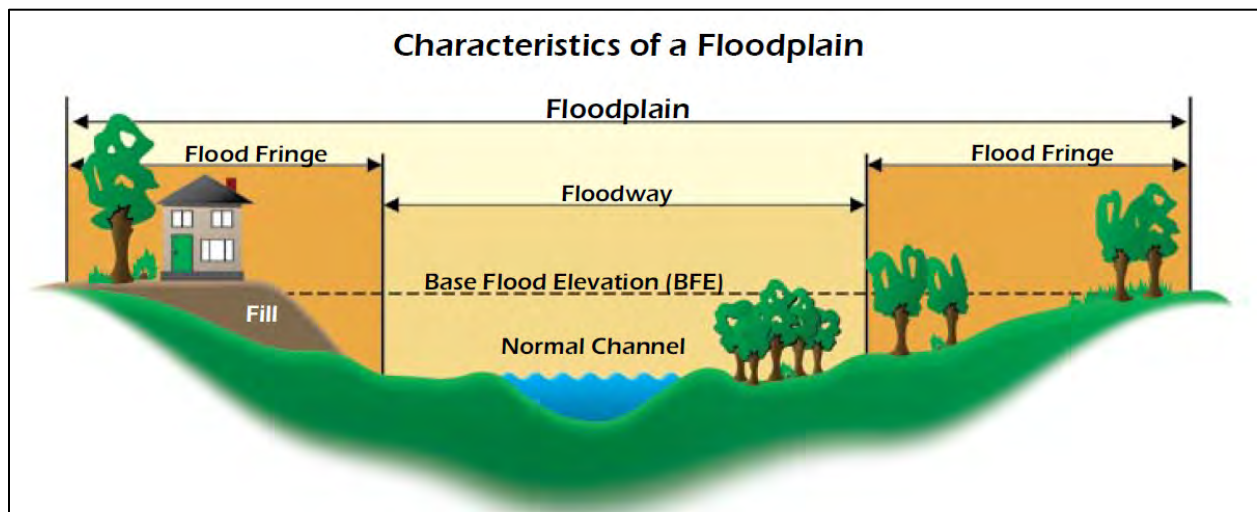 Characteristics of a Floodplain
Floodplain
Flood Fringe
Flood Fringe
Floodway
Base Flood Elevation (BFE)
Fill
Normal Channel